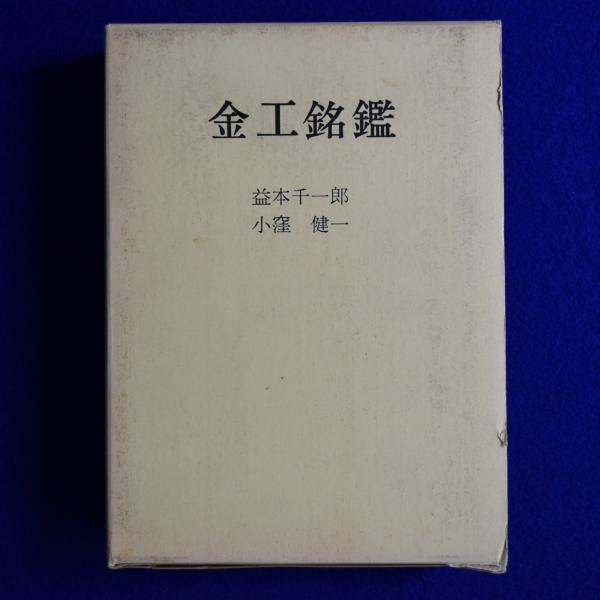 金工銘鑑
益本千一郎
小窪 健一